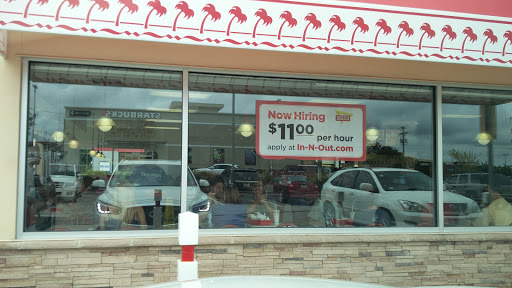 STARBUCKS
Now Hiring
$11.00 per hour
apply at In-N-Out.com